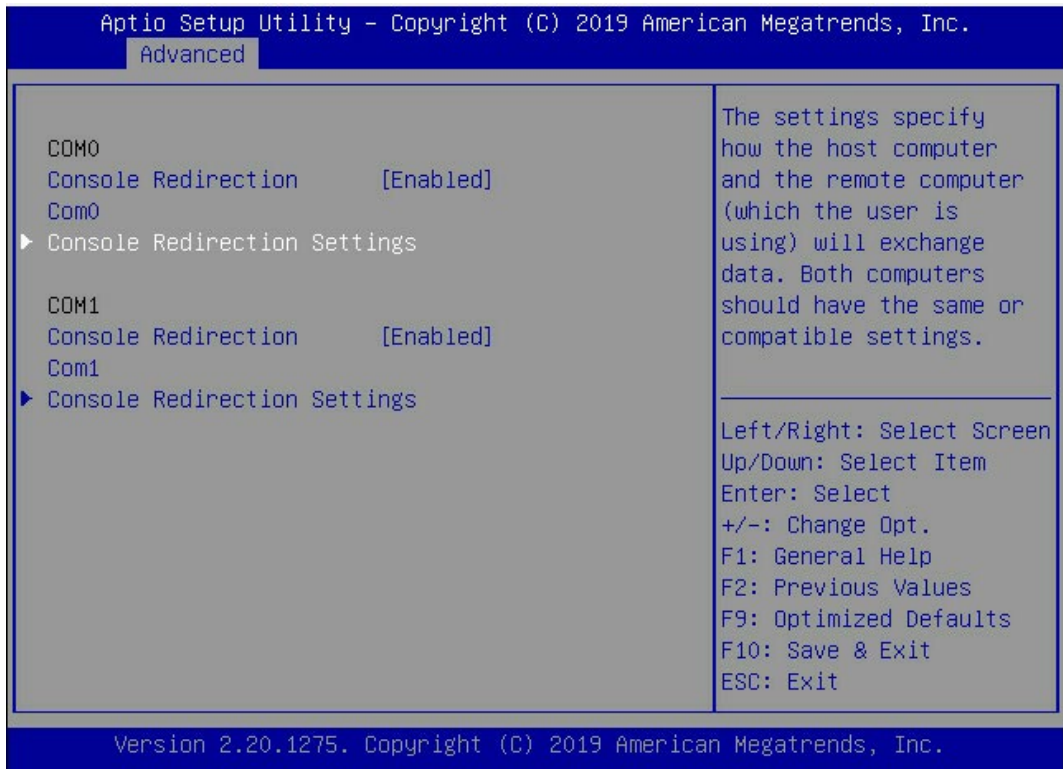 Aptio Setup Utility – Copyright (C) 2019 American Megatrends, Inc.
Advanced
COM0
Console Redirection [Enabled]
Com0
Console Redirection Settings
COM1
Console Redirection [Enabled]
Com1
Console Redirection Settings
The settings specify
how the host computer
and the remote computer
(which the user is
using) will exchange
data. Both computers
should have the same or
compatible settings.
Left/Right: Select Screen
Up/Down: Select Item
Enter: Select
+/-: Change Opt.
F1: General Help
F2: Previous Values
F9: Optimized Defaults
F10: Save & Exit
ESC: Exit
Version 2.20.1275. Copyright (C) 2019 American Megatrends, Inc.